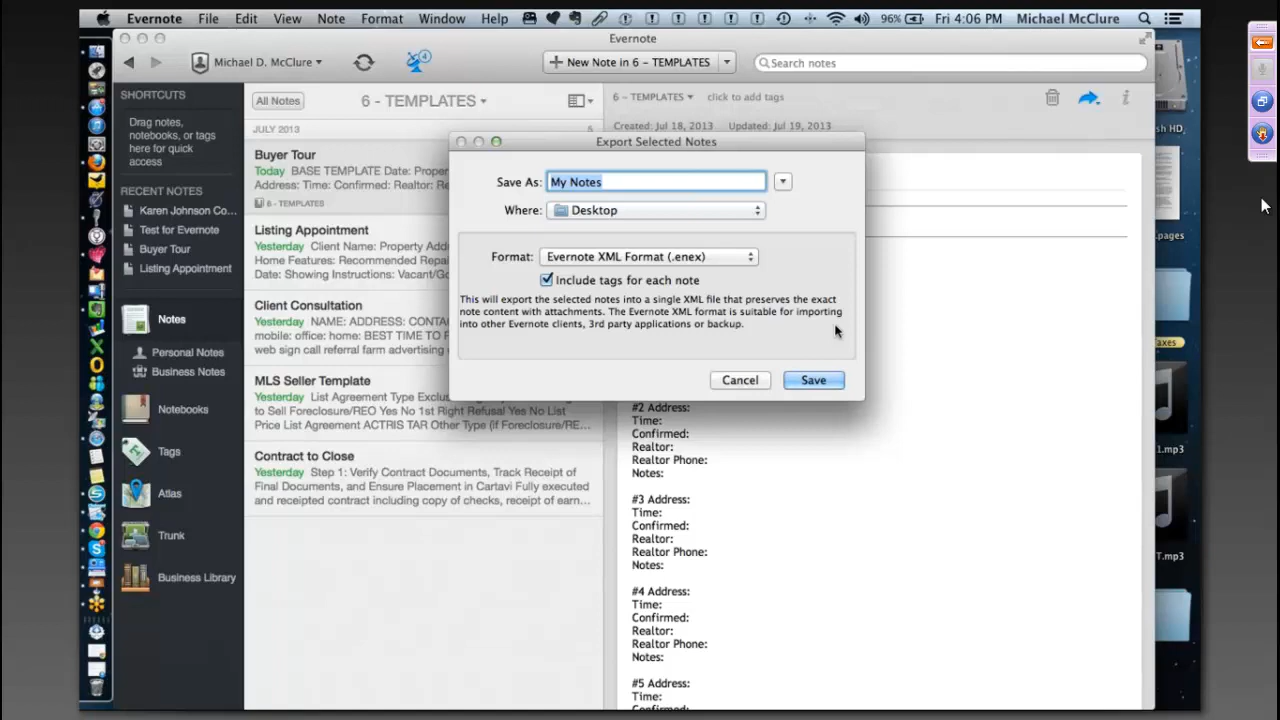 Evernote File Edit View Note Format Window Help 96% Fri 4:06 PM Michael McClure
Evernote
Michael D. McClure
4
New Note in 6 - TEMPLATES
Search notes
SHORTCUTS
Drag notes,
notebooks, or tags
here for quick
access
RECENT NOTES
Karen Johnson Co...
Test for Evernote
Buyer Tour
Listing Appointment
Notes
Personal Notes
Business Notes
Notebooks
Tags
Atlas
Trunk
Business Library
All Notes
6 - TEMPLATES
JULY 2013
Buyer Tour
Today BASE TEMPLATE Date: Proper
Address: Time: Confirmed: Realtor: Re
6 - TEMPLATES
Listing Appointment
Yesterday Client Name: Property Add
Home Features: Recommended Repai
Date: Showing Instructions: Vacant/Go
Client Consultation
Yesterday NAME: ADDRESS: CONTA
mobile: office: home: BEST TIME TO
web sign call referral farm advertising
MLS Seller Template
Yesterday List Agreement Type Exclus
to Sell Foreclosure/REO Yes No 1st Right Refusal Yes No List
Price List Agreement ACTRIS TAR Other Type (if Foreclosure/RE...
Contract to Close
Yesterday Step 1: Verify Contract Documents, Track Receipt of
Final Documents, and Ensure Placement in Cartavi Fully executed
and receipted contract including copy of checks, receipt of earn...
6 - TEMPLATES click to add tags
Created: Jul 18, 2013 Updated: Jul 19, 2013
Export Selected Notes
Save As: My Notes
Where: Desktop
Format: Evernote XML Format (.enex)
Include tags for each note
This will export the selected notes into a single XML file that preserves the exact
note content with attachments. The Evernote XML format is suitable for importing
into other Evernote clients, 3rd party applications or backup.
Cancel Save
#2 Address:
Time:
Confirmed:
Realtor:
Realtor Phone:
Notes:
#3 Address:
Time:
Confirmed:
Realtor:
Realtor Phone:
Notes:
#4 Address:
Time:
Confirmed:
Realtor:
Realtor Phone:
Notes:
#5 Address:
Time:
Confirmed:
sh HD
.pages
axes
1.mp3
T.mp3